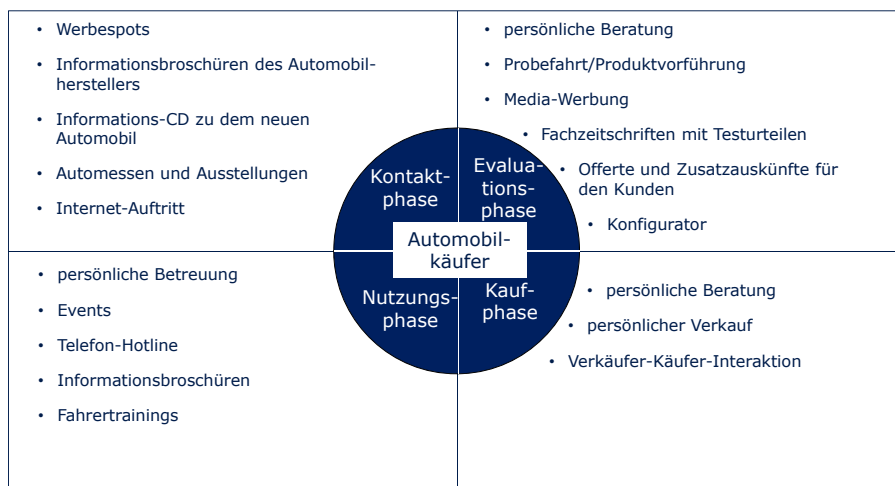 • Werbespots
• Informationsbroschüren des Automobil-
herstellers
• Informations-CD zu dem neuen
Automobil
• Automessen und Ausstellungen
• Internet-Auftritt
• persönliche Beratung
• Probefahrt/Produktvorführung
• Media-Werbung
• Fachzeitschriften mit Testurteilen
• Offerte und Zusatzauskünfte für
den Kunden
• Konfigurator
Kontakt-
phase
Evalua-
tions-
phase
Automobil-
käufer
Nutzungs-
phase
Kauf-
phase
• persönliche Betreuung
• Events
• Telefon-Hotline
• Informationsbroschüren
• Fahrertrainings
• persönliche Beratung
• persönlicher Verkauf
• Verkäufer-Käufer-Interaktion